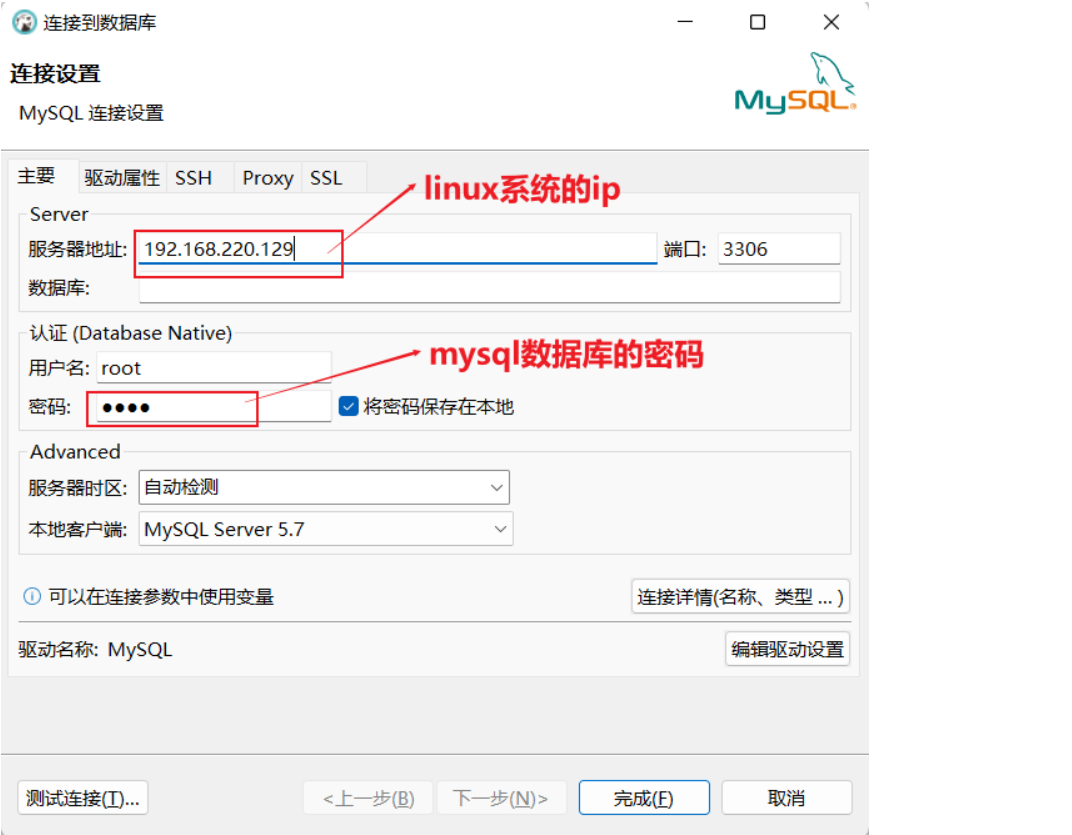 连接到数据库
连接设置
MySQL 连接设置
MySQL®
主要 驱动属性 SSH Proxy SSL
linux系统的ip
Server
服务器地址: 192.168.220.129 端口: 3306
数据库:
认证 (Database Native)
mysql数据库的密码
用户名: root
密码: ●●●● 将密码保存在本地
Advanced
服务器时区: 自动检测
本地客户端: MySQL Server 5.7
可以在连接参数中使用变量 连接详情(名称、类型 ... )
驱动名称: MySQL 编辑驱动设置
测试连接(T)... <上一步(B) 下一步(N)> 完成(F) 取消